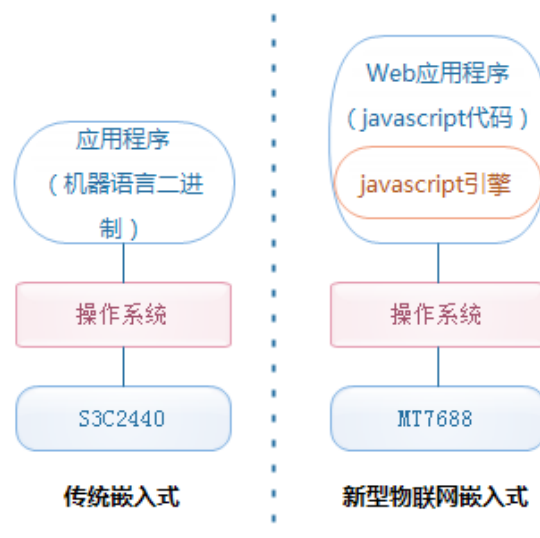 应用程序
（机器语言二进
制）
操作系统
S3C2440
传统嵌入式
Web应用程序
（javascript代码）
javascript引擎
操作系统
MT7688
新型物联网嵌入式